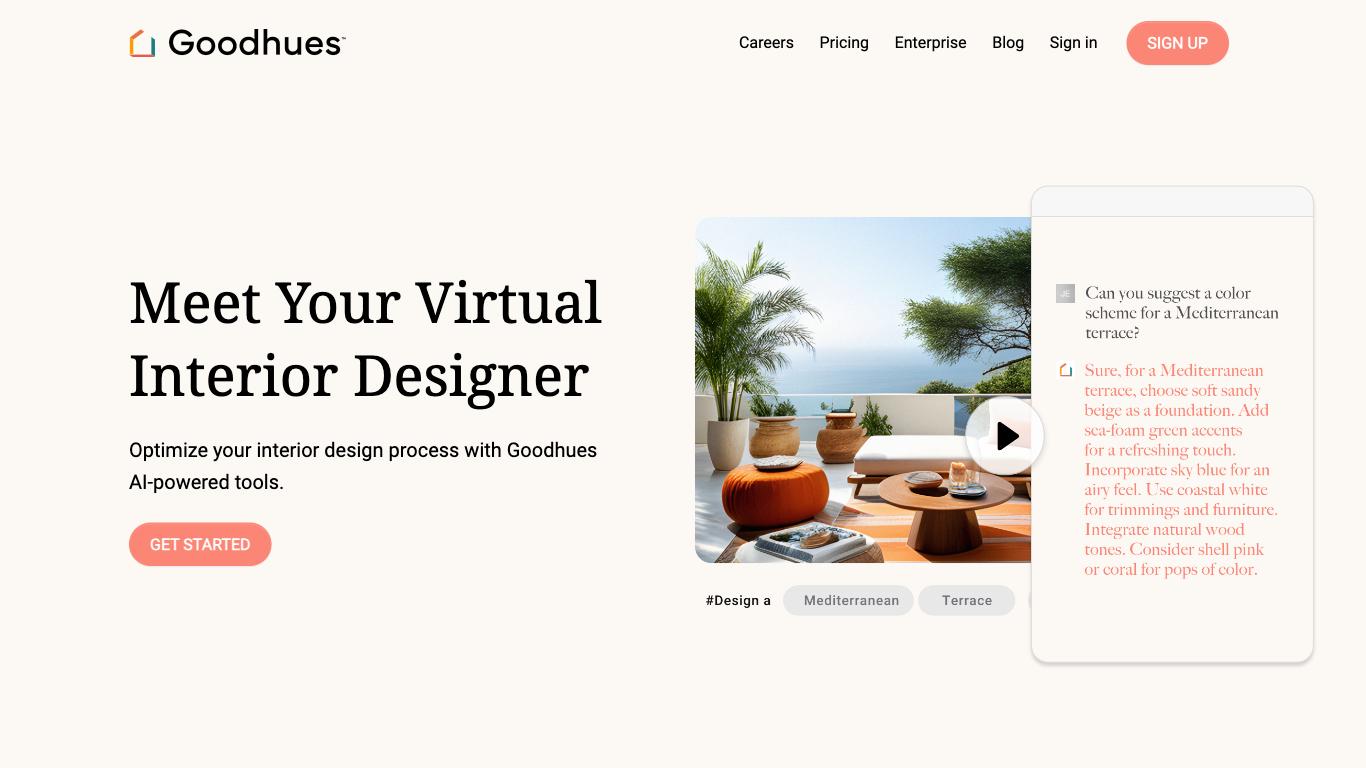 Goodhues™
Careers
Pricing
Enterprise
Blog
Sign in
SIGN UP
Meet Your Virtual
Interior Designer
Optimize your interior design process with Goodhues
AI-powered tools.
GET STARTED
#Design a
Mediterranean
Terrace
JE
Can you suggest a color
scheme for a Mediterranean
terrace?
Sure, for a Mediterranean
terrace, choose soft sandy
beige as a foundation. Add
sea-foam green accents
for a refreshing touch.
Incorporate sky blue for an
airy feel. Use coastal white
for trimmings and furniture.
Integrate natural wood
tones. Consider shell pink
or coral for pops of color.